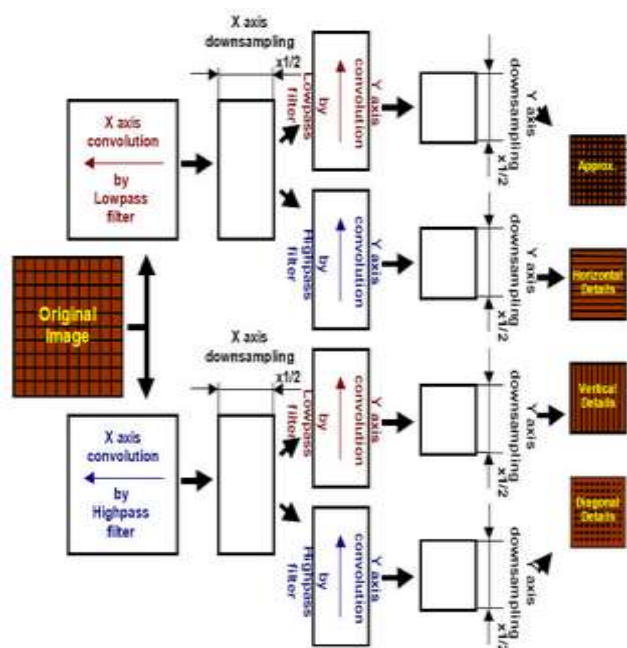 X axis
downsampling
x1/2
X axis
convolution
by
Lowpass
filter
Y axis
convolution
by
Lowpass
filter
Y axis
downsampling
x1/2
Approx.
Y axis
convolution
by
Highpass
filter
Y axis
downsampling
x1/2
Horizontal
Details
Original
Image
X axis
downsampling
x1/2
X axis
convolution
by
Highpass
filter
Y axis
convolution
by
Lowpass
filter
Y axis
downsampling
x1/2
Vertical
Details
Y axis
convolution
by
Highpass
filter
Y axis
downsampling
x1/2
Diagonal
Details